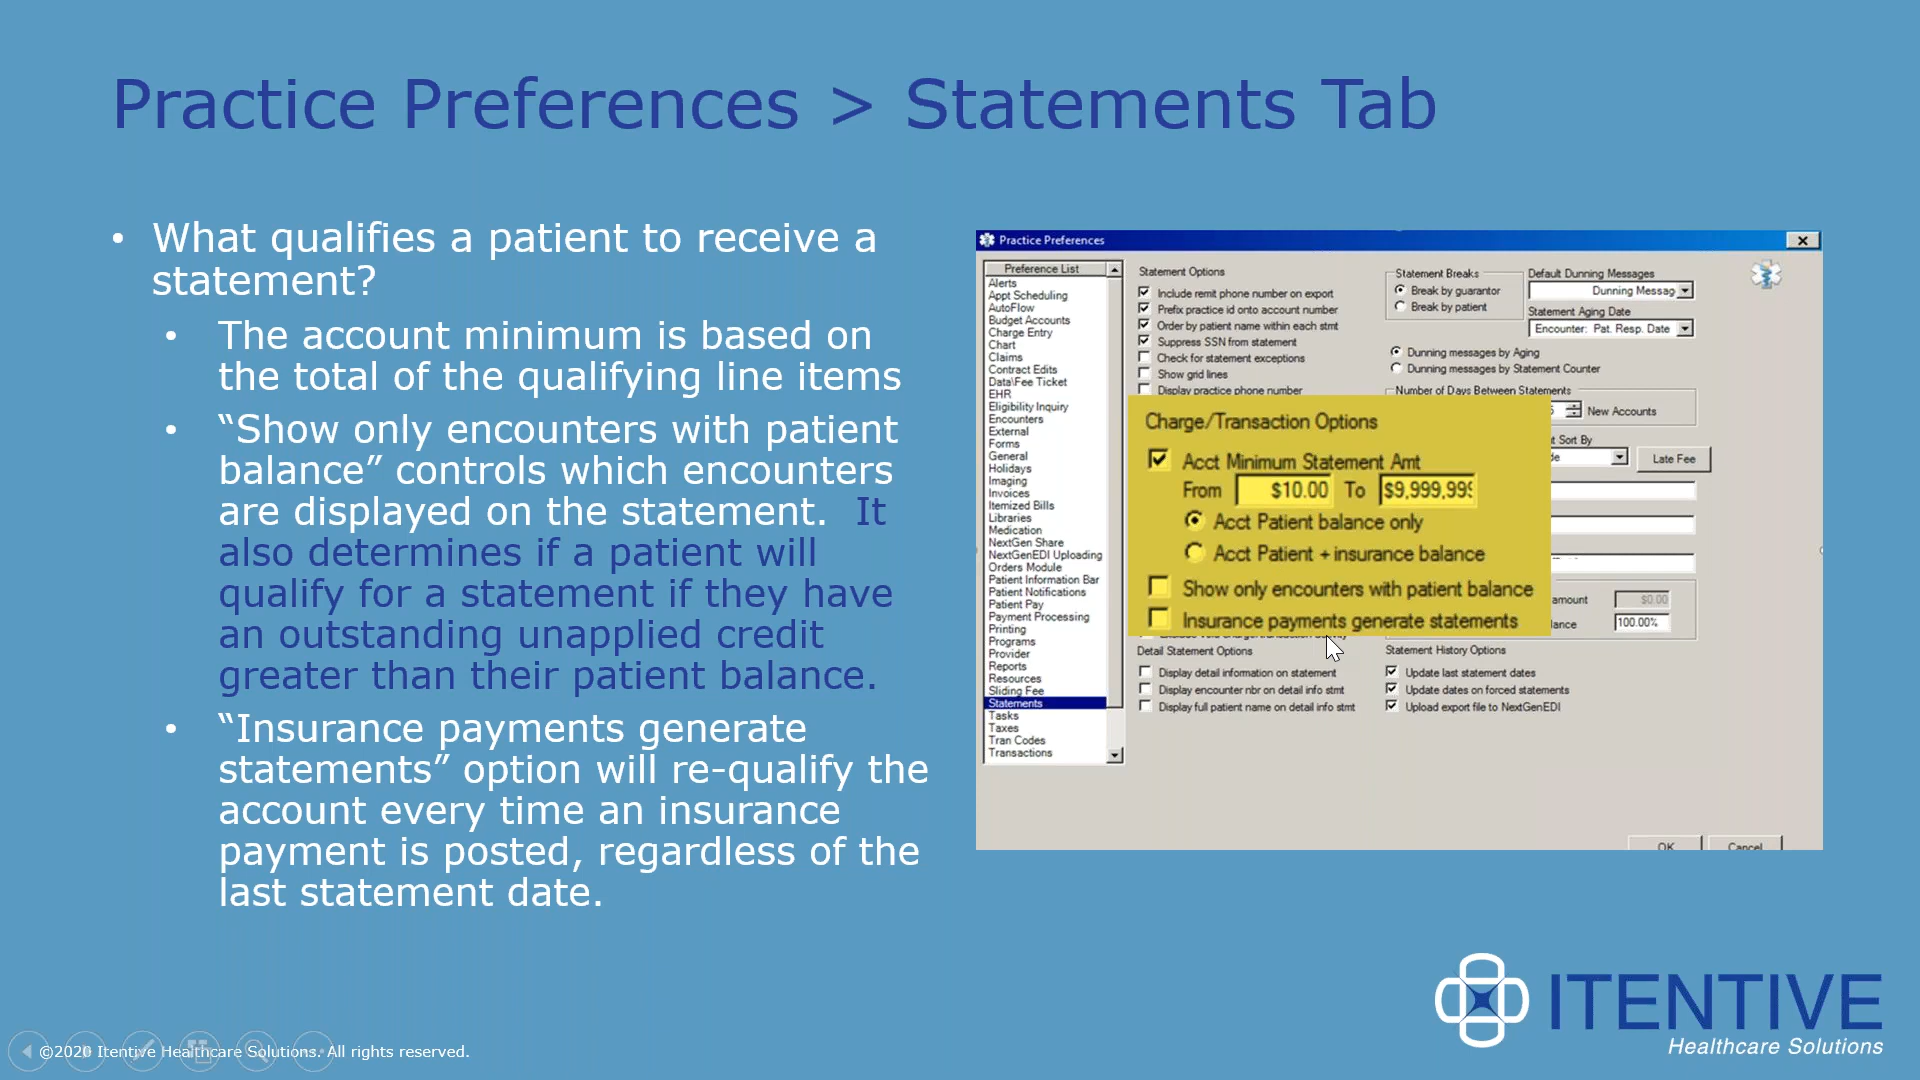 Practice Preferences > Statements Tab
• What qualifies a patient to receive a
statement?
• The account minimum is based on
the total of the qualifying line items
• “Show only encounters with patient
balance” controls which encounters
are displayed on the statement. It
also determines if a patient will
qualify for a statement if they have
an outstanding unapplied credit
greater than their patient balance.
• “Insurance payments generate
statements” option will re-qualify the
account every time an insurance
payment is posted, regardless of the
last statement date.
Practice Preferences
Preference List
Alerts
Appt Scheduling
AutoFlow
Budget Accounts
Charge Entry
Chart
Claims
Contract Edits
Data\Fee Ticket
EHR
Eligibility Inquiry
Encounters
External
Forms
General
Holidays
Imaging
Invoices
Itemized Bills
Libraries
Medication
NextGen Share
NextGenEDI Uploading
Orders Module
Patient Information Bar
Patient Notifications
Patient Pay
Payment Processing
Printing
Programs
Provider
Reports
Resources
Sliding Fee
Statements
Tasks
Taxes
Tran Codes
Transactions
Statement Options
Include remit phone number on export
Prefix practice id onto account number
Order by patient name within each stmt
Suppress SSN from statement
Check for statement exceptions
Show grid lines
Display practice phone number
Charge/Transaction Options
Acct Minimum Statement Amt
From $10.00 To $9,999,999
Acct Patient balance only
Acct Patient + insurance balance
Show only encounters with patient balance
Insurance payments generate statements
Detail Statement Options
Display detail information on statement
Display encounter nbr on detail info stmt
Display full patient name on detail info stmt
Statement Breaks
Break by guarantor
Break by patient
Default Dunning Messages
Dunning Messag
Statement Aging Date
Encounter: Pat. Resp. Date
Dunning messages by Aging
Dunning messages by Statement Counter
Number of Days Between Statements
New Accounts
t Sort By
de
Late Fee
amount $0.00
lance 100.00%
Statement History Options
Update last statement dates
Update dates on forced statements
Upload export file to NextGenEDI
OK Cancel
ITENTIVE
Healthcare Solutions
©2020 Itentive Healthcare Solutions. All rights reserved.